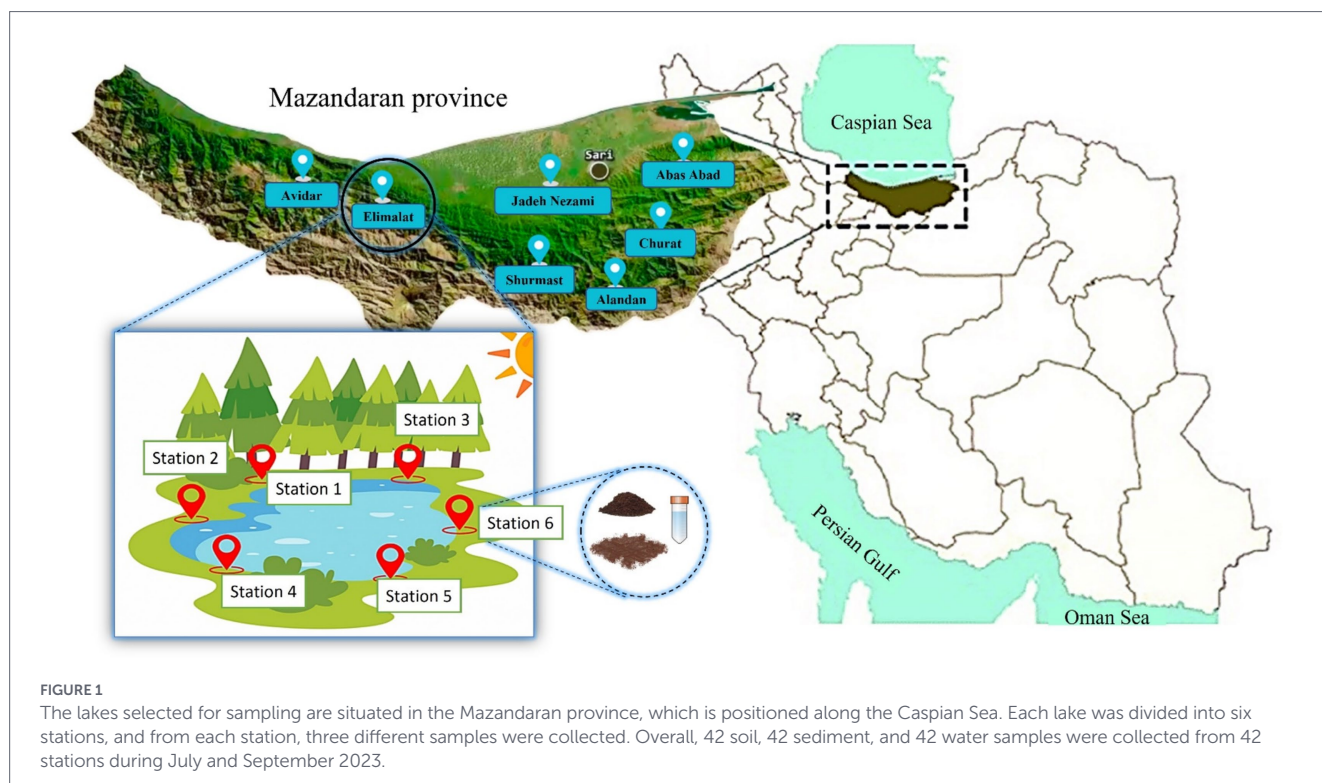 Mazandaran province
Caspian Sea
Sari
Abas Abad
Avidar
Jadeh Nezami
Elimalat
Churat
Shurmast
Alandan
Station 3
Station 2
Station 1
Station 6
Station 4
Station 5
Persian Gulf
Oman Sea
FIGURE 1
The lakes selected for sampling are situated in the Mazandaran province, which is positioned along the Caspian Sea. Each lake was divided into six
stations, and from each station, three different samples were collected. Overall, 42 soil, 42 sediment, and 42 water samples were collected from 42
stations during July and September 2023.